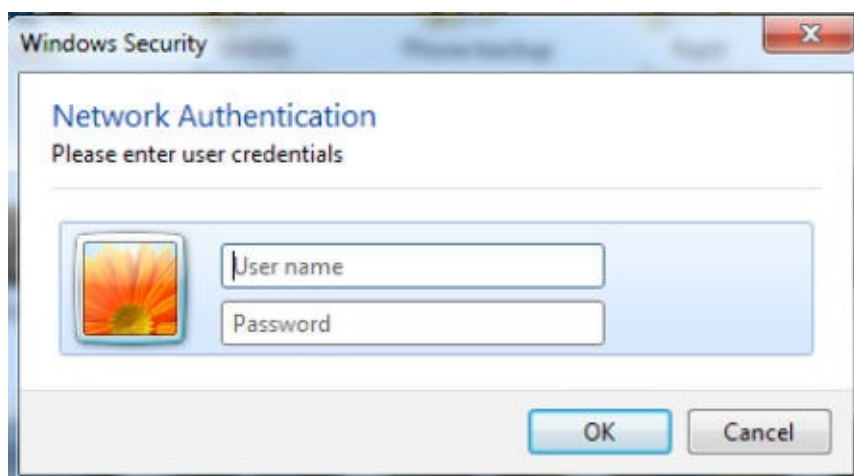 Windows Security
Network Authentication
Please enter user credentials
User name
Password
OK
Cancel